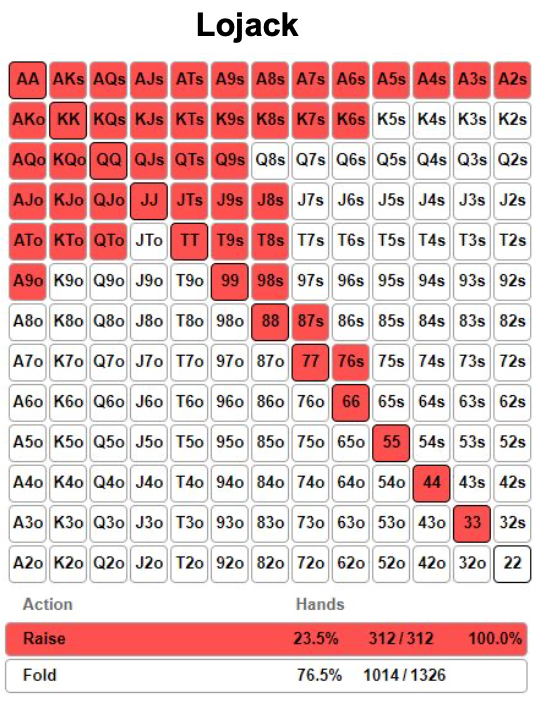 Lojack
AA AKs AQs AJs ATs A9s A8s A7s A6s A5s A4s A3s A2s
AKo KK KQs KJs KTs K9s K8s K7s K6s K5s K4s K3s K2s
AQo KQo QQ QJs QTs Q9s Q8s Q7s Q6s Q5s Q4s Q3s Q2s
AJo KJo QJo JJ JTs J9s J8s J7s J6s J5s J4s J3s J2s
ATo KTo QTo JTo TT T9s T8s T7s T6s T5s T4s T3s T2s
A9o K9o Q9o J9o T9o 99 98s 97s 96s 95s 94s 93s 92s
A8o K8o Q8o J8o T8o 98o 88 87s 86s 85s 84s 83s 82s
A7o K7o Q7o J7o T7o 97o 87o 77 76s 75s 74s 73s 72s
A6o K6o Q6o J6o T6o 96o 86o 76o 66 65s 64s 63s 62s
A5o K5o Q5o J5o T5o 95o 85o 75o 65o 55 54s 53s 52s
A4o K4o Q4o J4o T4o 94o 84o 74o 64o 54o 44 43s 42s
A3o K3o Q3o J3o T3o 93o 83o 73o 63o 53o 43o 33 32s
A2o K2o Q2o J2o T2o 92o 82o 72o 62o 52o 42o 32o 22
Action Hands
Raise 23.5% 312 / 312 100.0%
Fold 76.5% 1014 / 1326